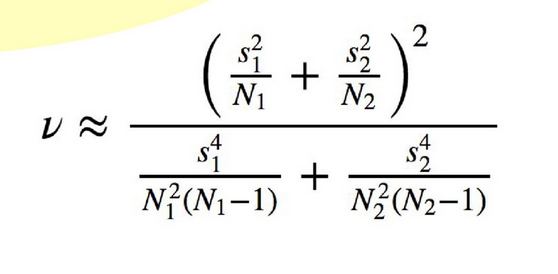 ν ≈ (s₁²/N₁ + s₂²/N₂)² / (s₁⁴/N₁²(N₁−1) + s₂⁴/N₂²(N₂−1))